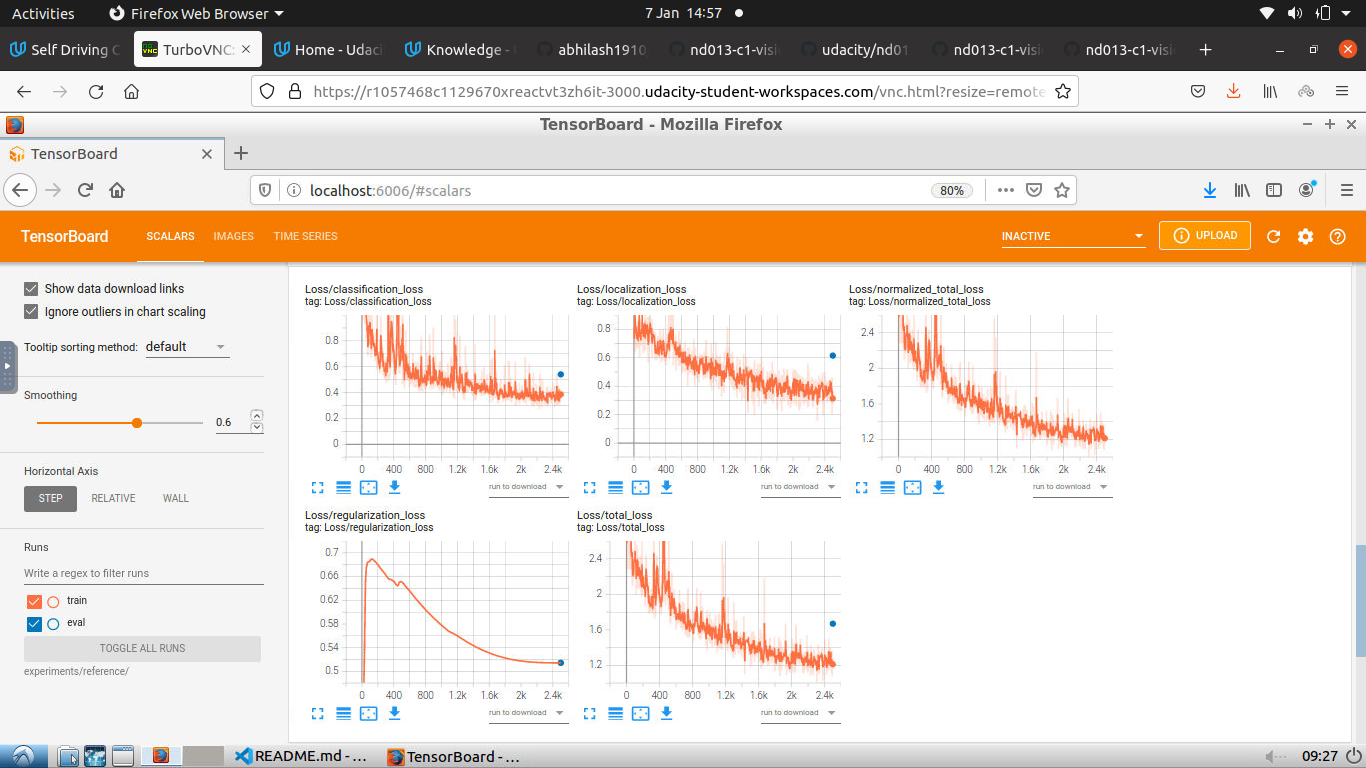 Activities Firefox Web Browser 7 Jan 14:57
Self Driving C TurboVNC: Home - Udaci Knowledge - abhilash1910 nd013-c1-visi udacity/nd01 nd013-c1-visi nd013-c1-visi
https://r1057468c1129670xreactvt3zh6it-3000.udacity-student-workspaces.com/vnc.html?resize=remote
TensorBoard - Mozilla Firefox
TensorBoard
localhost:6006/#scalars 80%
TensorBoard SCALARS IMAGES TIME SERIES INACTIVE UPLOAD
Show data download links
Ignore outliers in chart scaling
Tooltip sorting method: default
Smoothing
0.6
Horizontal Axis
STEP RELATIVE WALL
Runs
Write a regex to filter runs
train
eval
TOGGLE ALL RUNS
experiments/reference/
Loss/classification_loss
tag: Loss/classification_loss
0.8
0.6
0.4
0.2
0
0 400 800 1.2k 1.6k 2k 2.4k
run to download
Loss/localization_loss
tag: Loss/localization_loss
0.8
0.6
0.4
0.2
0
0 400 800 1.2k 1.6k 2k 2.4k
run to download
Loss/normalized_total_loss
tag: Loss/normalized_total_loss
2.4
2
1.6
1.2
0 400 800 1.2k 1.6k 2k 2.4k
run to download
Loss/regularization_loss
tag: Loss/regularization_loss
0.7
0.66
0.62
0.58
0.54
0.5
0 400 800 1.2k 1.6k 2k 2.4k
run to download
Loss/total_loss
tag: Loss/total_loss
2.4
2
1.6
1.2
0 400 800 1.2k 1.6k 2k 2.4k
run to download
README.md - ... TensorBoard - ... 09:27